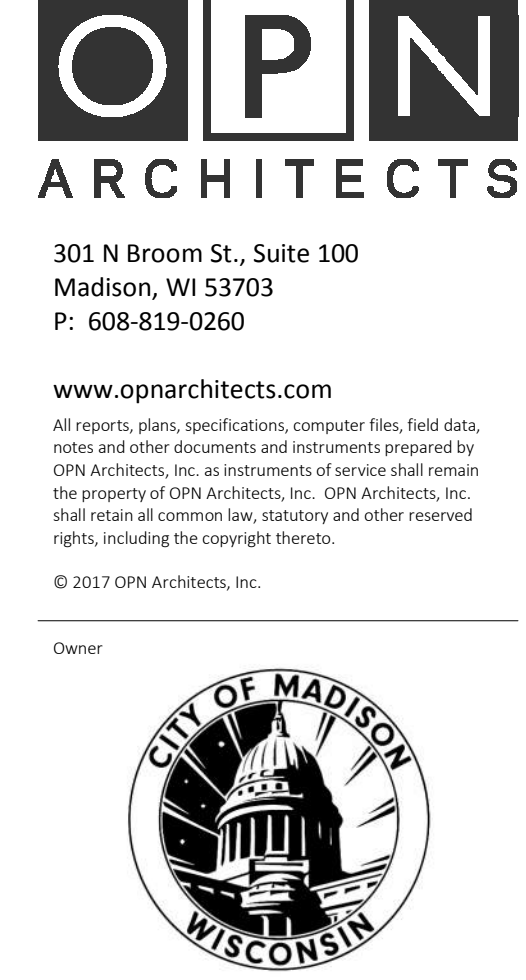 OPN
ARCHITECTS
301 N Broom St., Suite 100
Madison, WI 53703
P:  608-819-0260
www.opnarchitects.com
All reports, plans, specifications, computer files, field data,
notes and other documents and instruments prepared by
OPN Architects, Inc. as instruments of service shall remain
the property of OPN Architects, Inc.  OPN Architects, Inc.
shall retain all common law, statutory and other reserved
rights, including the copyright thereto.
© 2017 OPN Architects, Inc.
Owner
CITY OF MADISON
WISCONSIN